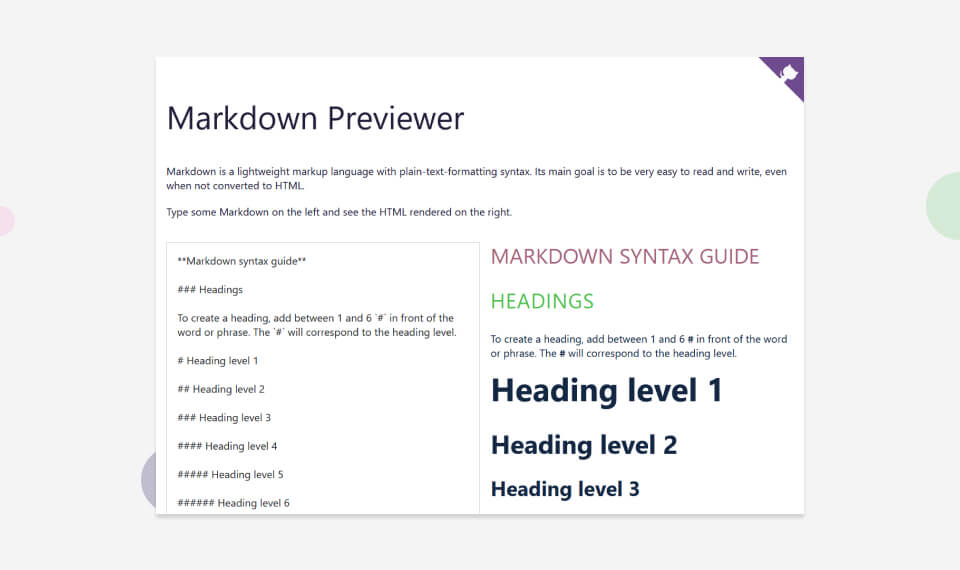 Markdown Previewer
Markdown is a lightweight markup language with plain-text-formatting syntax. Its main goal is to be very easy to read and write, even
when not converted to HTML.
Type some Markdown on the left and see the HTML rendered on the right.
**Markdown syntax guide**
### Headings
To create a heading, add between 1 and 6 `#` in front of the
word or phrase. The `#` will correspond to the heading level.
# Heading level 1
## Heading level 2
### Heading level 3
#### Heading level 4
##### Heading level 5
###### Heading level 6
MARKDOWN SYNTAX GUIDE
HEADINGS
To create a heading, add between 1 and 6 # in front of the word
or phrase. The # will correspond to the heading level.
Heading level 1
Heading level 2
Heading level 3